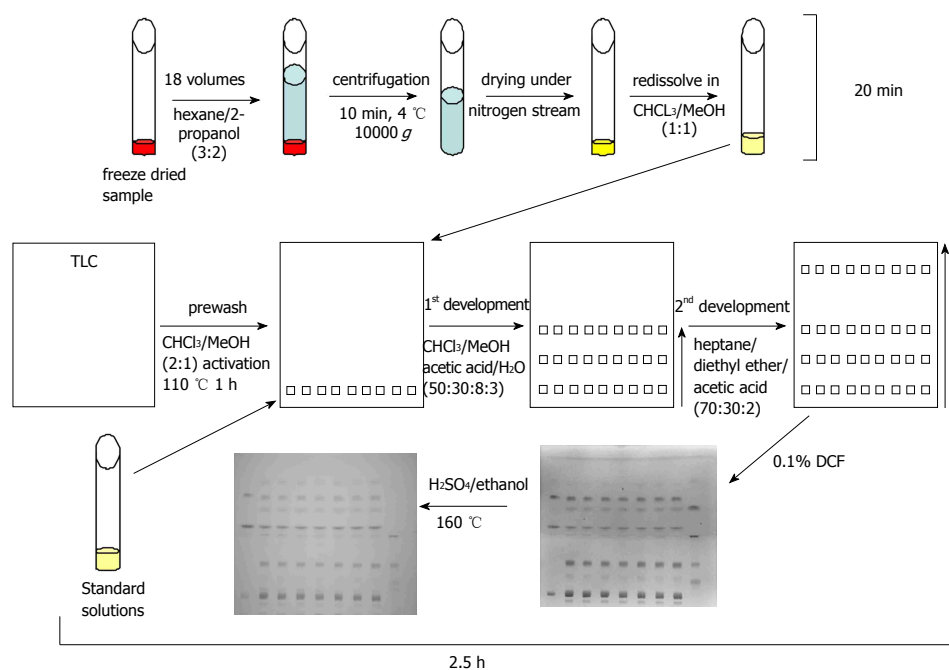 18 volumes
hexane/2-
propanol
(3:2)
centrifugation
10 min, 4 ℃
10000 g
drying under
nitrogen stream
redissolve in
CHCL₃/MeOH
(1:1)
20 min
freeze dried
sample
TLC
prewash
CHCl₃/MeOH
(2:1) activation
110 ℃ 1 h
1st development
CHCl₃/MeOH
acetic acid/H₂O
(50:30:8:3)
2nd development
heptane/
diethyl ether/
acetic acid
(70:30:2)
0.1% DCF
H₂SO₄/ethanol
160 ℃
Standard
solutions
2.5 h